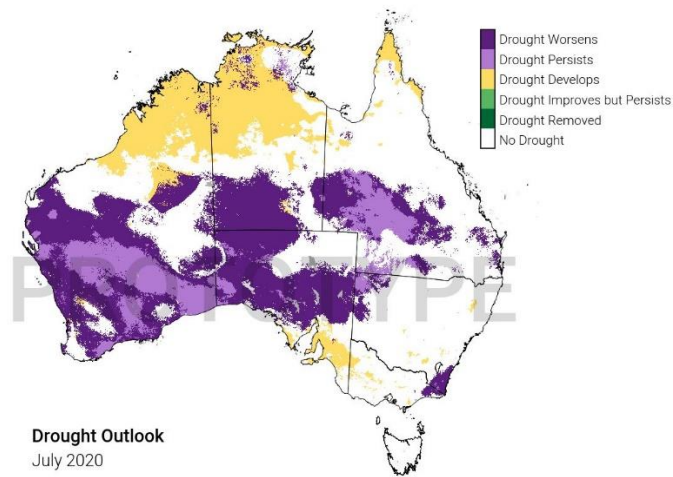 Drought Worsens
Drought Persists
Drought Develops
Drought Improves but Persists
Drought Removed
No Drought
PROTOTYPE
Drought Outlook
July 2020